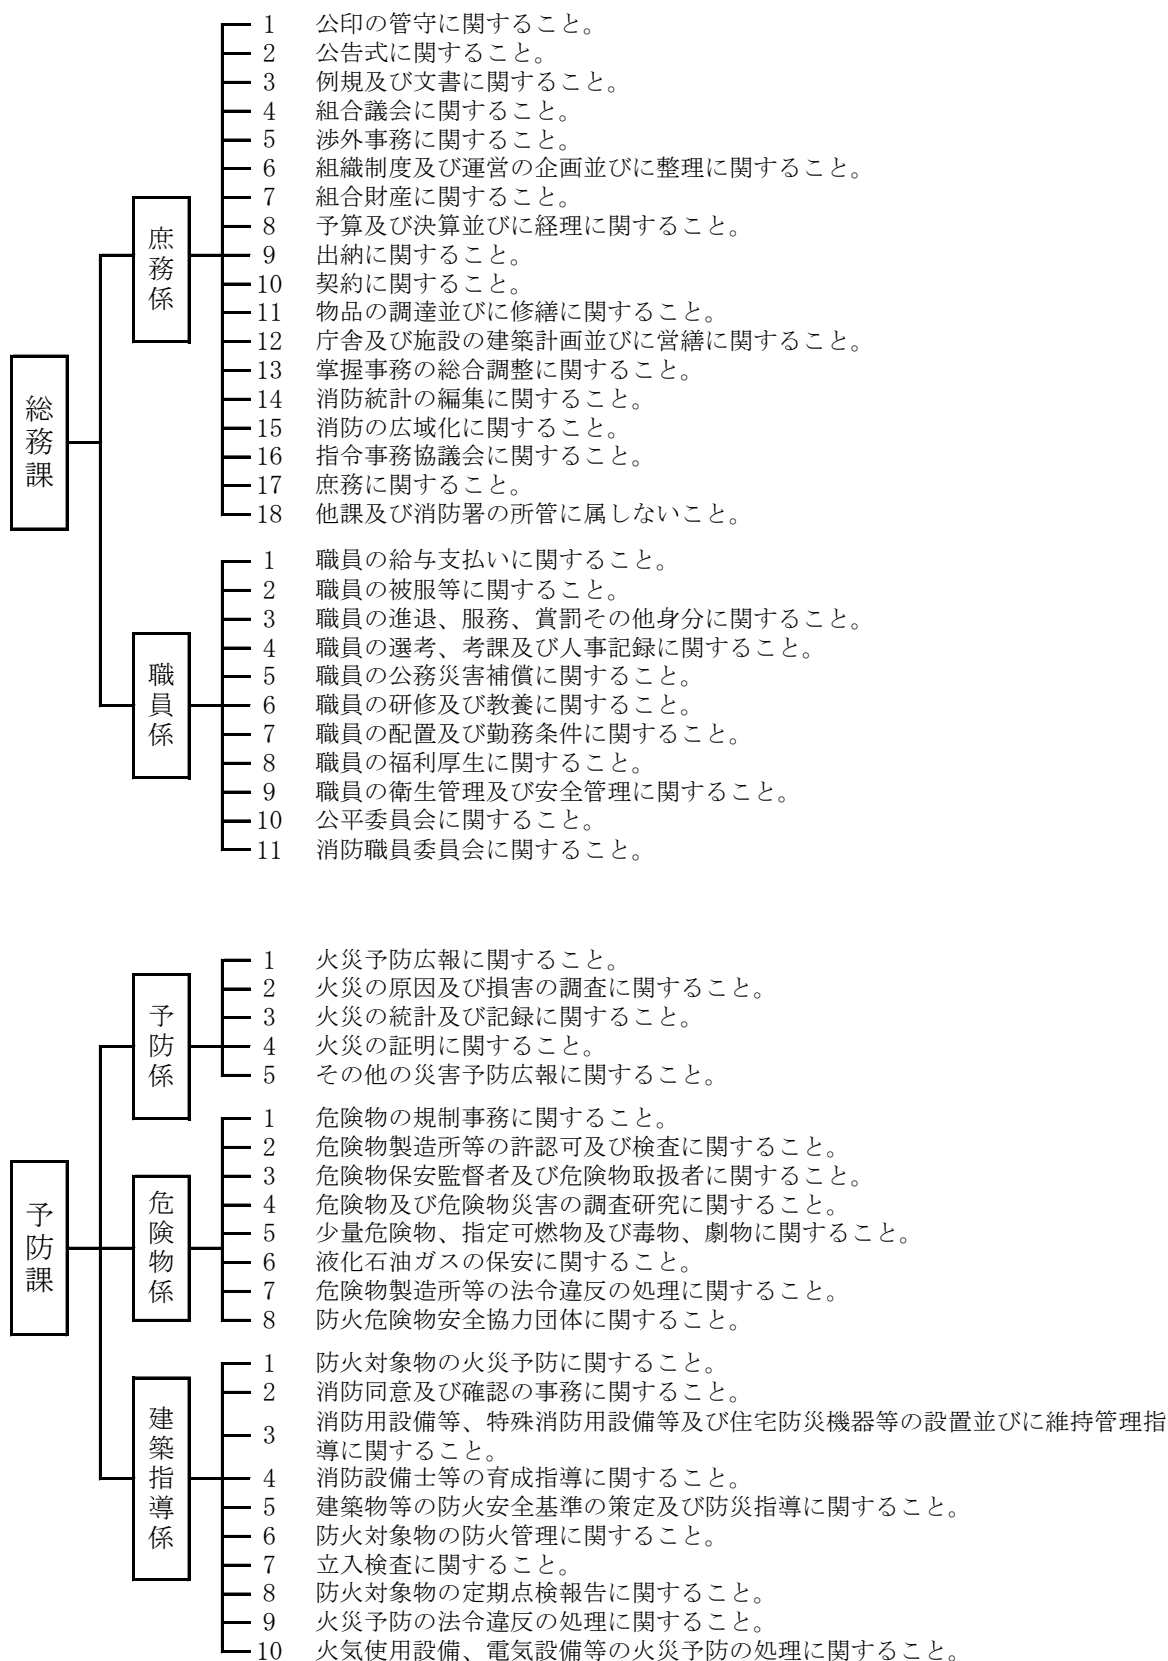 総務課
庶務係
1 公印の管守に関すること。
2 公告式に関すること。
3 例規及び文書に関すること。
4 組合議会に関すること。
5 渉外事務に関すること。
6 組織制度及び運営の企画並びに整理に関すること。
7 組合財産に関すること。
8 予算及び決算並びに経理に関すること。
9 出納に関すること。
10 契約に関すること。
11 物品の調達並びに修繕に関すること。
12 庁舎及び施設の建築計画並びに営繕に関すること。
13 掌握事務の総合調整に関すること。
14 消防統計の編集に関すること。
15 消防の広域化に関すること。
16 指令事務協議会に関すること。
17 庶務に関すること。
18 他課及び消防署の所管に属しないこと。
職員係
1 職員の給与支払いに関すること。
2 職員の被服等に関すること。
3 職員の進退、服務、賞罰その他身分に関すること。
4 職員の選考、考課及び人事記録に関すること。
5 職員の公務災害補償に関すること。
6 職員の研修及び教養に関すること。
7 職員の配置及び勤務条件に関すること。
8 職員の福利厚生に関すること。
9 職員の衛生管理及び安全管理に関すること。
10 公平委員会に関すること。
11 消防職員委員会に関すること。
予防課
予防係
1 火災予防広報に関すること。
2 火災の原因及び損害の調査に関すること。
3 火災の統計及び記録に関すること。
4 火災の証明に関すること。
5 その他の災害予防広報に関すること。
危険物係
1 危険物の規制事務に関すること。
2 危険物製造所等の許認可及び検査に関すること。
3 危険物保安監督者及び危険物取扱者に関すること。
4 危険物及び危険物災害の調査研究に関すること。
5 少量危険物、指定可燃物及び毒物、劇物に関すること。
6 液化石油ガスの保安に関すること。
7 危険物製造所等の法令違反の処理に関すること。
8 防火危険物安全協力団体に関すること。
建築指導係
1 防火対象物の火災予防に関すること。
2 消防同意及び確認の事務に関すること。
3 消防用設備等、特殊消防用設備等及び住宅防災機器等の設置並びに維持管理指
導に関すること。
4 消防設備士等の育成指導に関すること。
5 建築物等の防火安全基準の策定及び防災指導に関すること。
6 防火対象物の防火管理に関すること。
7 立入検査に関すること。
8 防火対象物の定期点検報告に関すること。
9 火災予防の法令違反の処理に関すること。
10 火気使用設備、電気設備等の火災予防の処理に関すること。